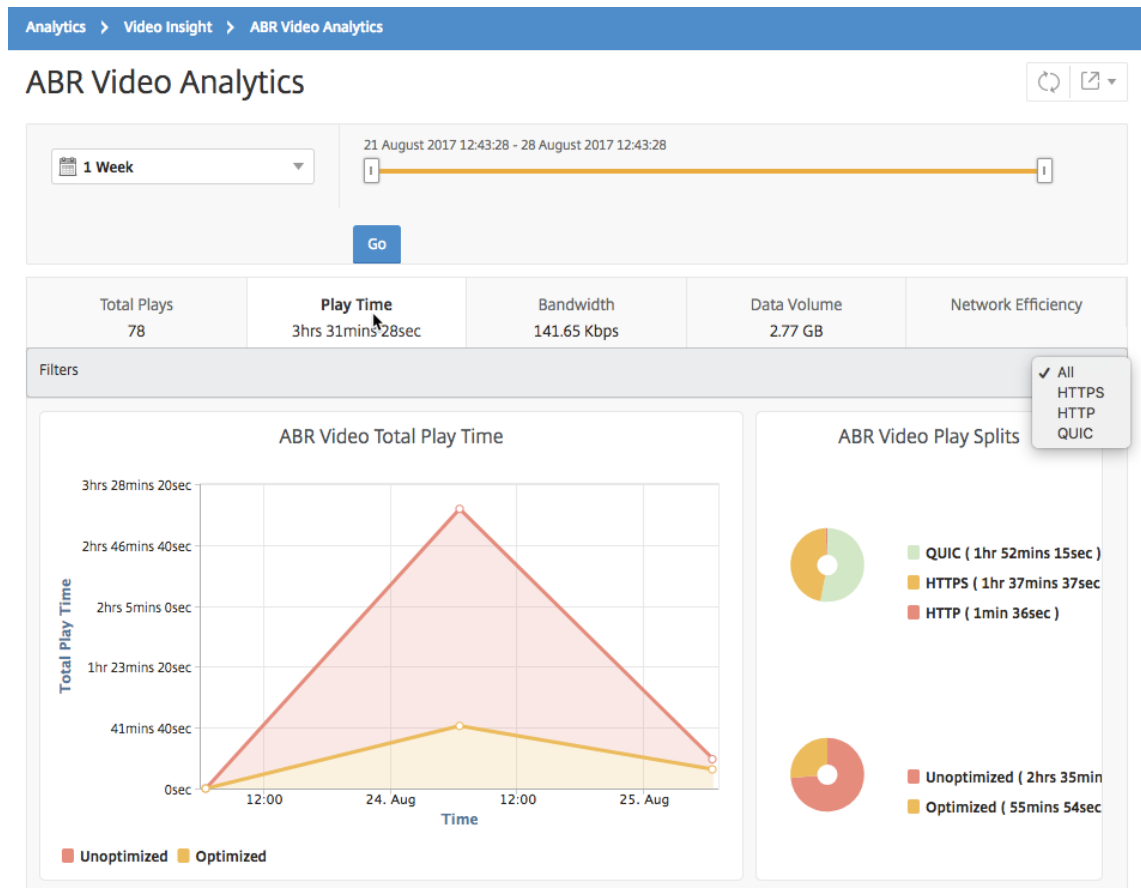 Analytics > Video Insight > ABR Video Analytics
ABR Video Analytics
21 August 2017 12:43:28 - 28 August 2017 12:43:28
1 Week
Go
Total Plays
78
Play Time
3hrs 31mins 28sec
Bandwidth
141.65 Kbps
Data Volume
2.77 GB
Network Efficiency
Filters
✓ All
HTTPS
HTTP
QUIC
ABR Video Total Play Time
3hrs 28mins 20sec
2hrs 46mins 40sec
2hrs 5mins 0sec
1hr 23mins 20sec
41mins 40sec
0sec
Total Play Time
12:00
24. Aug
12:00
25. Aug
Time
Unoptimized
Optimized
ABR Video Play Splits
QUIC ( 1hr 52mins 15sec )
HTTPS ( 1hr 37mins 37sec
HTTP ( 1min 36sec )
Unoptimized ( 2hrs 35min
Optimized ( 55mins 54sec